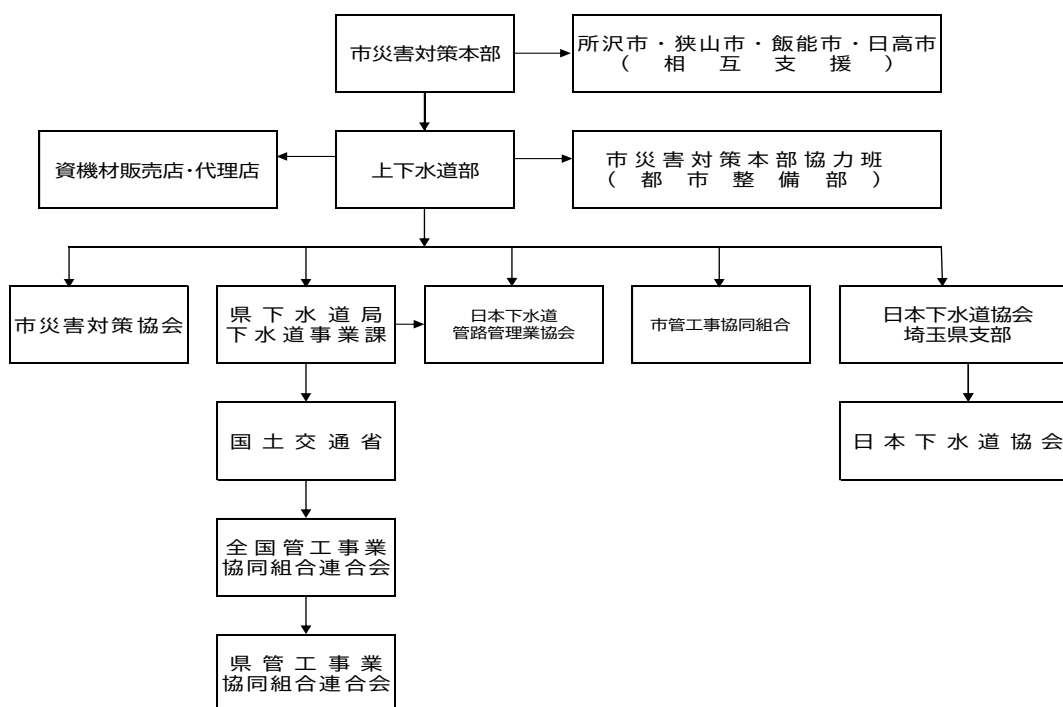 市災害対策本部
所沢市・狭山市・飯能市・日高市
（相互支援）
資機材販売店・代理店
上下水道部
市災害対策本部協力班
（都市整備部）
市災害対策協会
県下水道局
下水道事業課
日本下水道
管路管理業協会
市管工事協同組合
日本下水道協会
埼玉県支部
国土交通省
日本下水道協会
全国管工事業
協同組合連合会
県管工事業
協同組合連合会